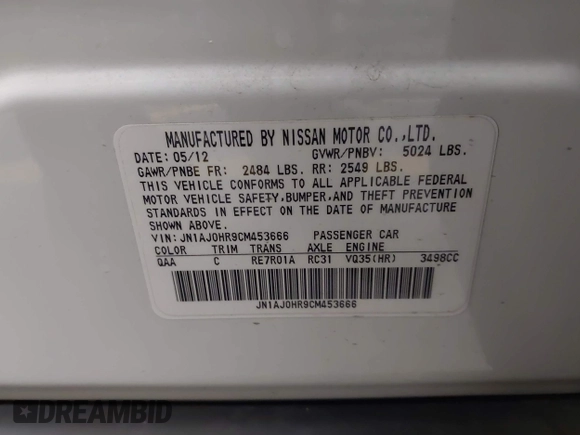 MANUFACTURED BY NISSAN MOTOR CO.,LTD.
DATE: 05/12 GVWR/PNBV: 5024 LBS.
GAWR/PNBE FR: 2484 LBS. RR: 2549 LBS.
THIS VEHICLE CONFORMS TO ALL APPLICABLE FEDERAL
MOTOR VEHICLE SAFETY,BUMPER,AND THEFT PREVENTION
STANDARDS IN EFFECT ON THE DATE OF MANUFACTURE
SHOWN ABOVE.
VIN: JN1AJ0HR9CM453666 PASSENGER CAR
COLOR TRIM TRANS AXLE ENGINE
QAA C RE7R01A RC31 VQ35(HR) 3498CC
JN1AJ0HR9CM453666
DREAMBID